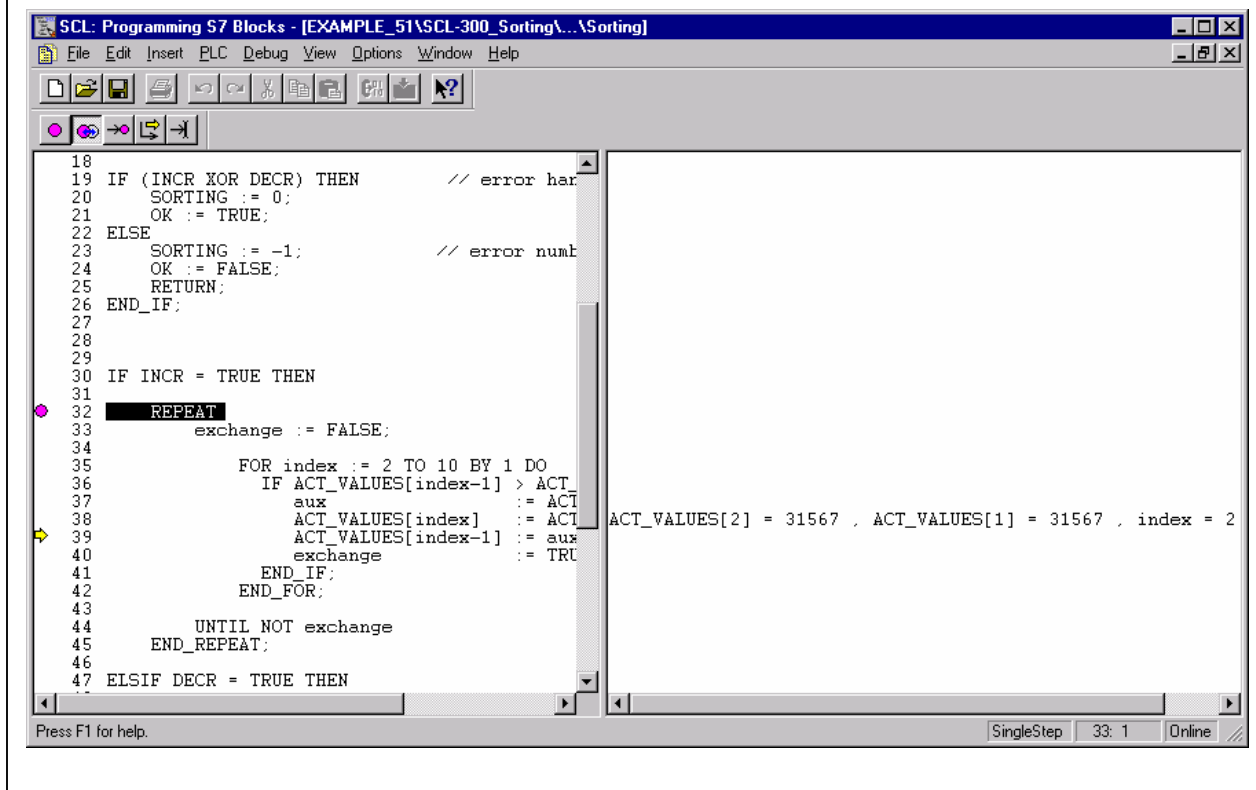 SCL: Programming S7 Blocks - [EXAMPLE_51\SCL-300_Sorting\...\Sorting]
File Edit Insert PLC Debug View Options Window Help
18
19 IF (INCR XOR DECR) THEN // error har
20 SORTING := 0;
21 OK := TRUE;
22 ELSE
23 SORTING := -1; // error numb
24 OK := FALSE;
25 RETURN;
26 END_IF;
27
28
29
30 IF INCR = TRUE THEN
31
32 REPEAT
33 exchange := FALSE;
34
35 FOR index := 2 TO 10 BY 1 DO
36 IF ACT_VALUES[index-1] > ACT_
37 aux := ACT
38 ACT_VALUES[index] := ACT ACT_VALUES[2] = 31567 , ACT_VALUES[1] = 31567 , index = 2
39 ACT_VALUES[index-1] := aux
40 exchange := TRU
41 END_IF;
42 END_FOR;
43
44 UNTIL NOT exchange
45 END_REPEAT;
46
47 ELSIF DECR = TRUE THEN
Press F1 for help. SingleStep 33: 1 Online